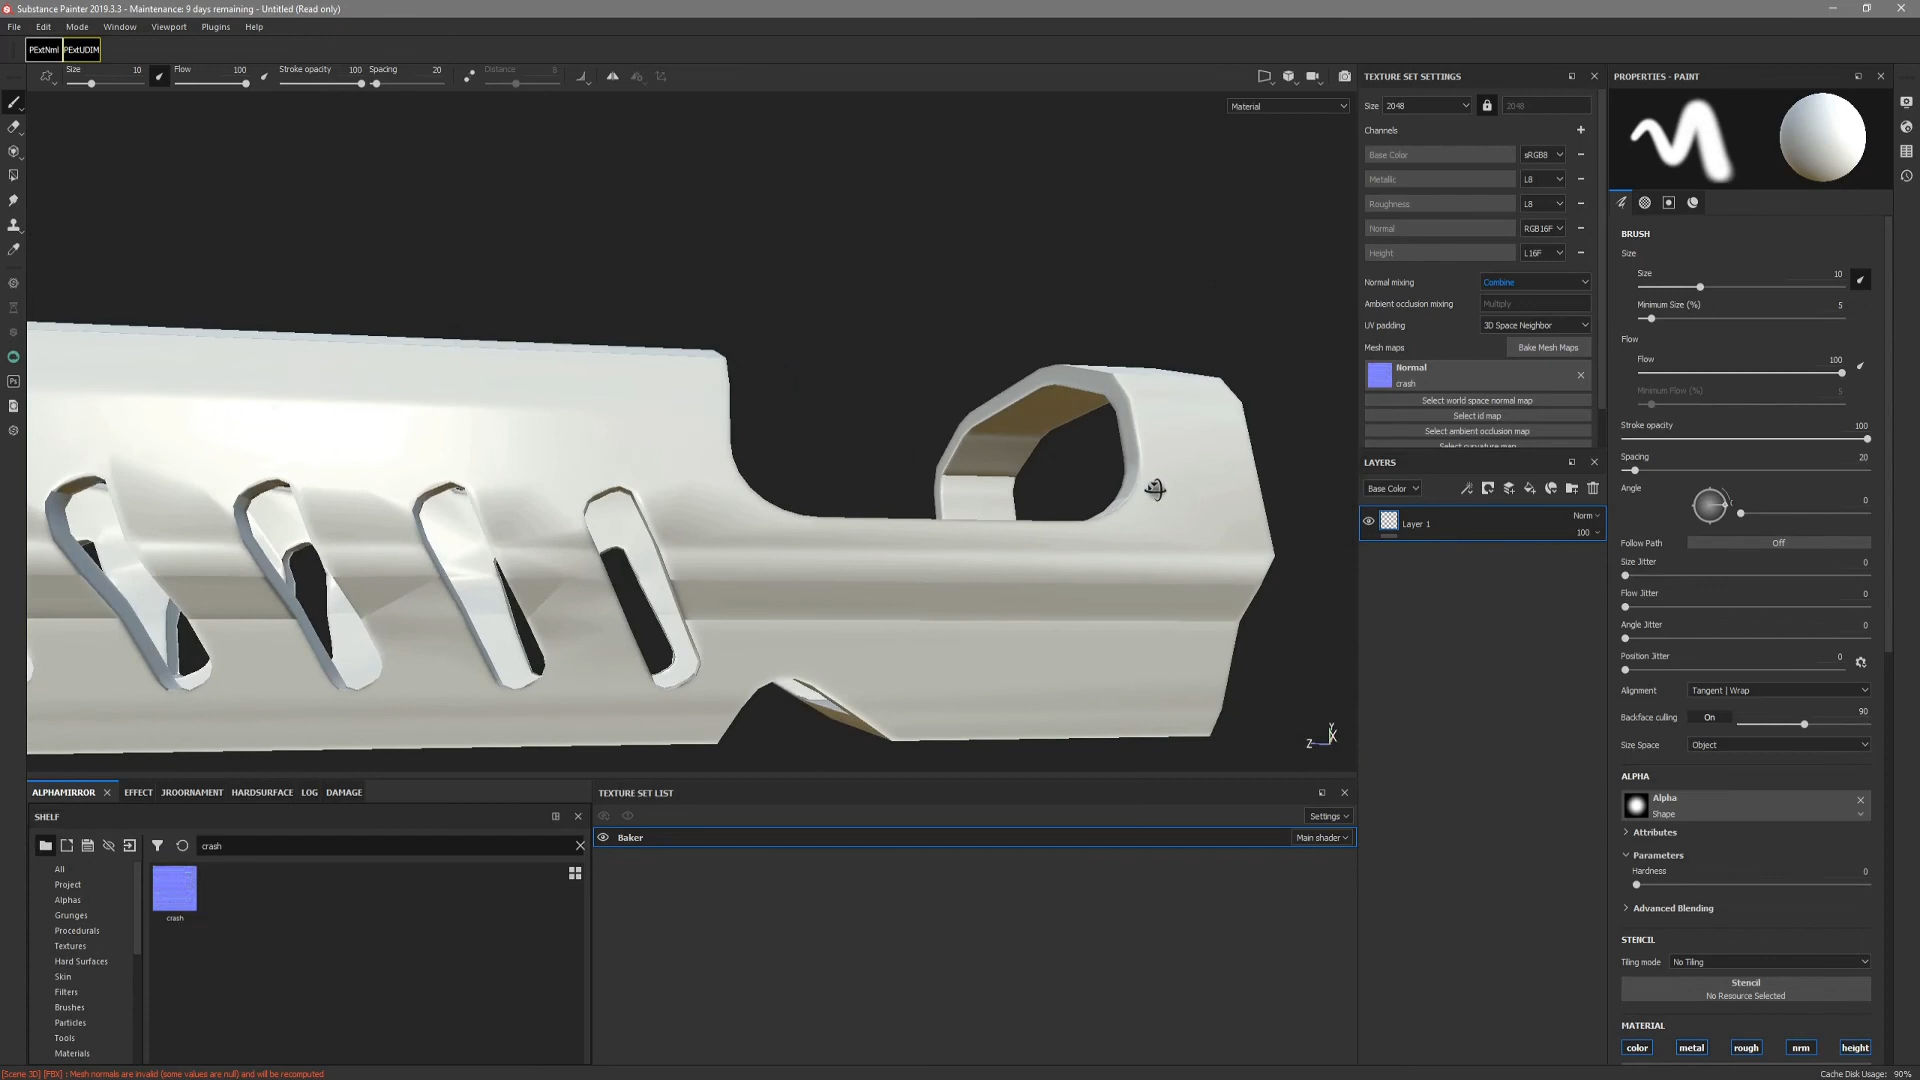 Substance Painter 2019.3.3 - Maintenance: 9 days remaining - Untitled (Read only)
File Edit Mode Window Viewport Plugins Help
PExtNml PExtUDIM
Size 10 Flow 100 Stroke opacity 100 Spacing 20 Distance 8
Material
TEXTURE SET SETTINGS
Size 2048 2048
Channels
Base Color sRGB8
Metallic L8
Roughness L8
Normal RGB16F
Height L16F
Normal mixing Combine
Ambient occlusion mixing Multiply
UV padding 3D Space Neighbor
Mesh maps Bake Mesh Maps
Normal
crash
Select world space normal map
Select id map
Select ambient occlusion map
Select curvature map
LAYERS
Base Color
Layer 1 Norm
100
PROPERTIES - PAINT
BRUSH
Size
Size 10
Minimum Size (%) 5
Flow
Flow 100
Minimum Flow (%) 5
Stroke opacity 100
Spacing 20
Angle 0
Follow Path Off
Size Jitter 0
Flow Jitter 0
Angle Jitter 0
Position Jitter 0
Alignment Tangent | Wrap
Backface culling On 90
Size Space Object
ALPHA
Alpha
Shape
Attributes
Parameters
Hardness 0
Advanced Blending
STENCIL
Tiling mode No Tiling
Stencil
No Resource Selected
MATERIAL
color metal rough nrm height
Y
Z X
ALPHAMIRROR EFFECT JROORNAMENT HARDSURFACE LOG DAMAGE
SHELF
crash
All
Project
Alphas
Grunges
Procedurals
Textures
Hard Surfaces
Skin
Filters
Brushes
Particles
Tools
Materials
crash
TEXTURE SET LIST
Settings
Baker Main shader
[Scene 3D] [FBX] : Mesh normals are invalid (some values are null) and will be recomputed
Cache Disk Usage: 90%